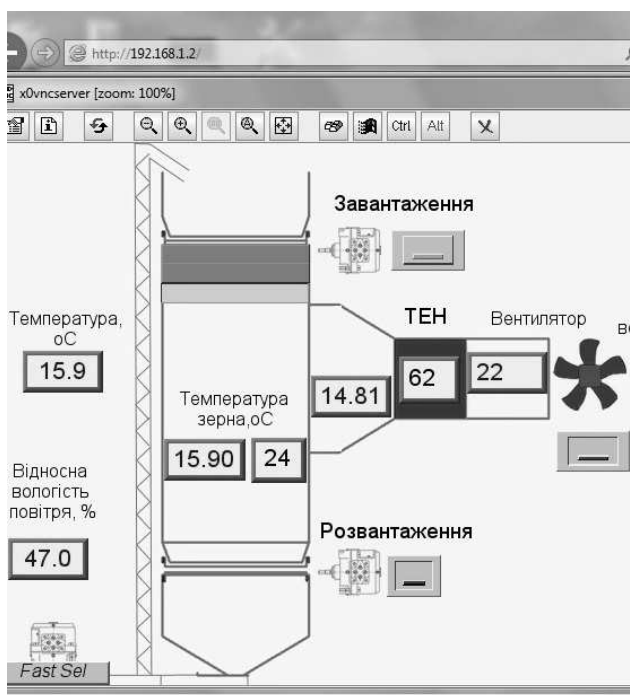 http://192.168.1.2/
x0vncserver [zoom: 100%]
Ctrl Alt
Завантаження
ТЕН
Вентилятор
Температура,
оС
15.9
Температура
зерна,оС
14.81
62
22
15.90
24
Відносна
вологість
повітря, %
47.0
Розвантаження
Fast Sel